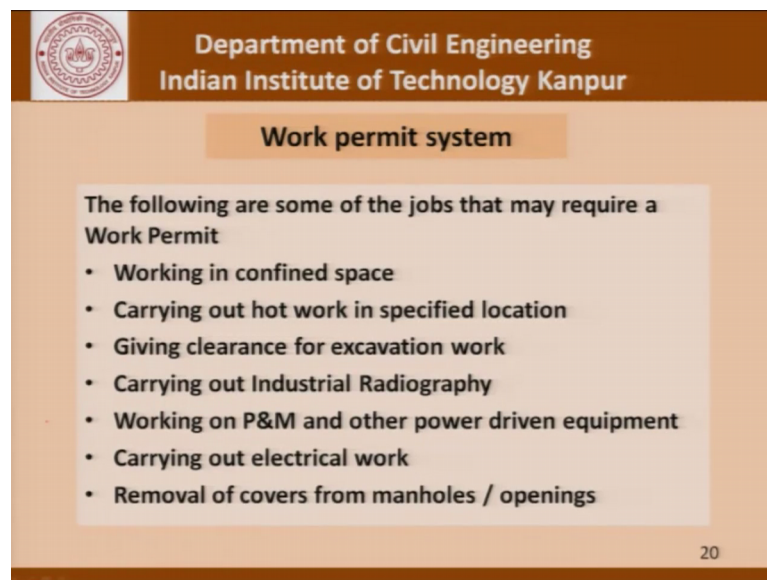 Department of Civil Engineering
Indian Institute of Technology Kanpur
Work permit system
The following are some of the jobs that may require a
Work Permit
• Working in confined space
• Carrying out hot work in specified location
• Giving clearance for excavation work
• Carrying out Industrial Radiography
• Working on P&M and other power driven equipment
• Carrying out electrical work
• Removal of covers from manholes / openings
20